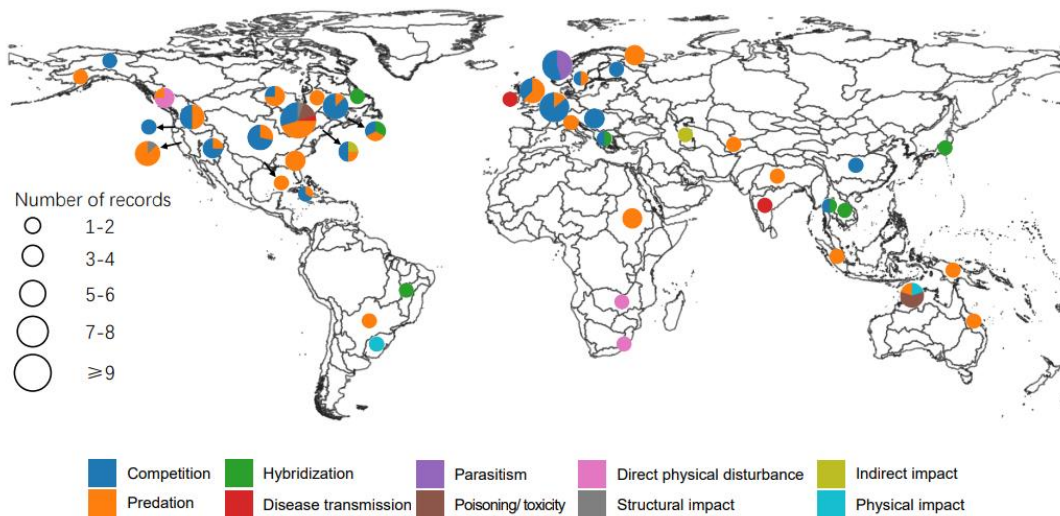 Number of records
1-2
3-4
5-6
7-8
≥9
Competition Hybridization Parasitism Direct physical disturbance Indirect impact
Predation Disease transmission Poisoning/ toxicity Structural impact Physical impact